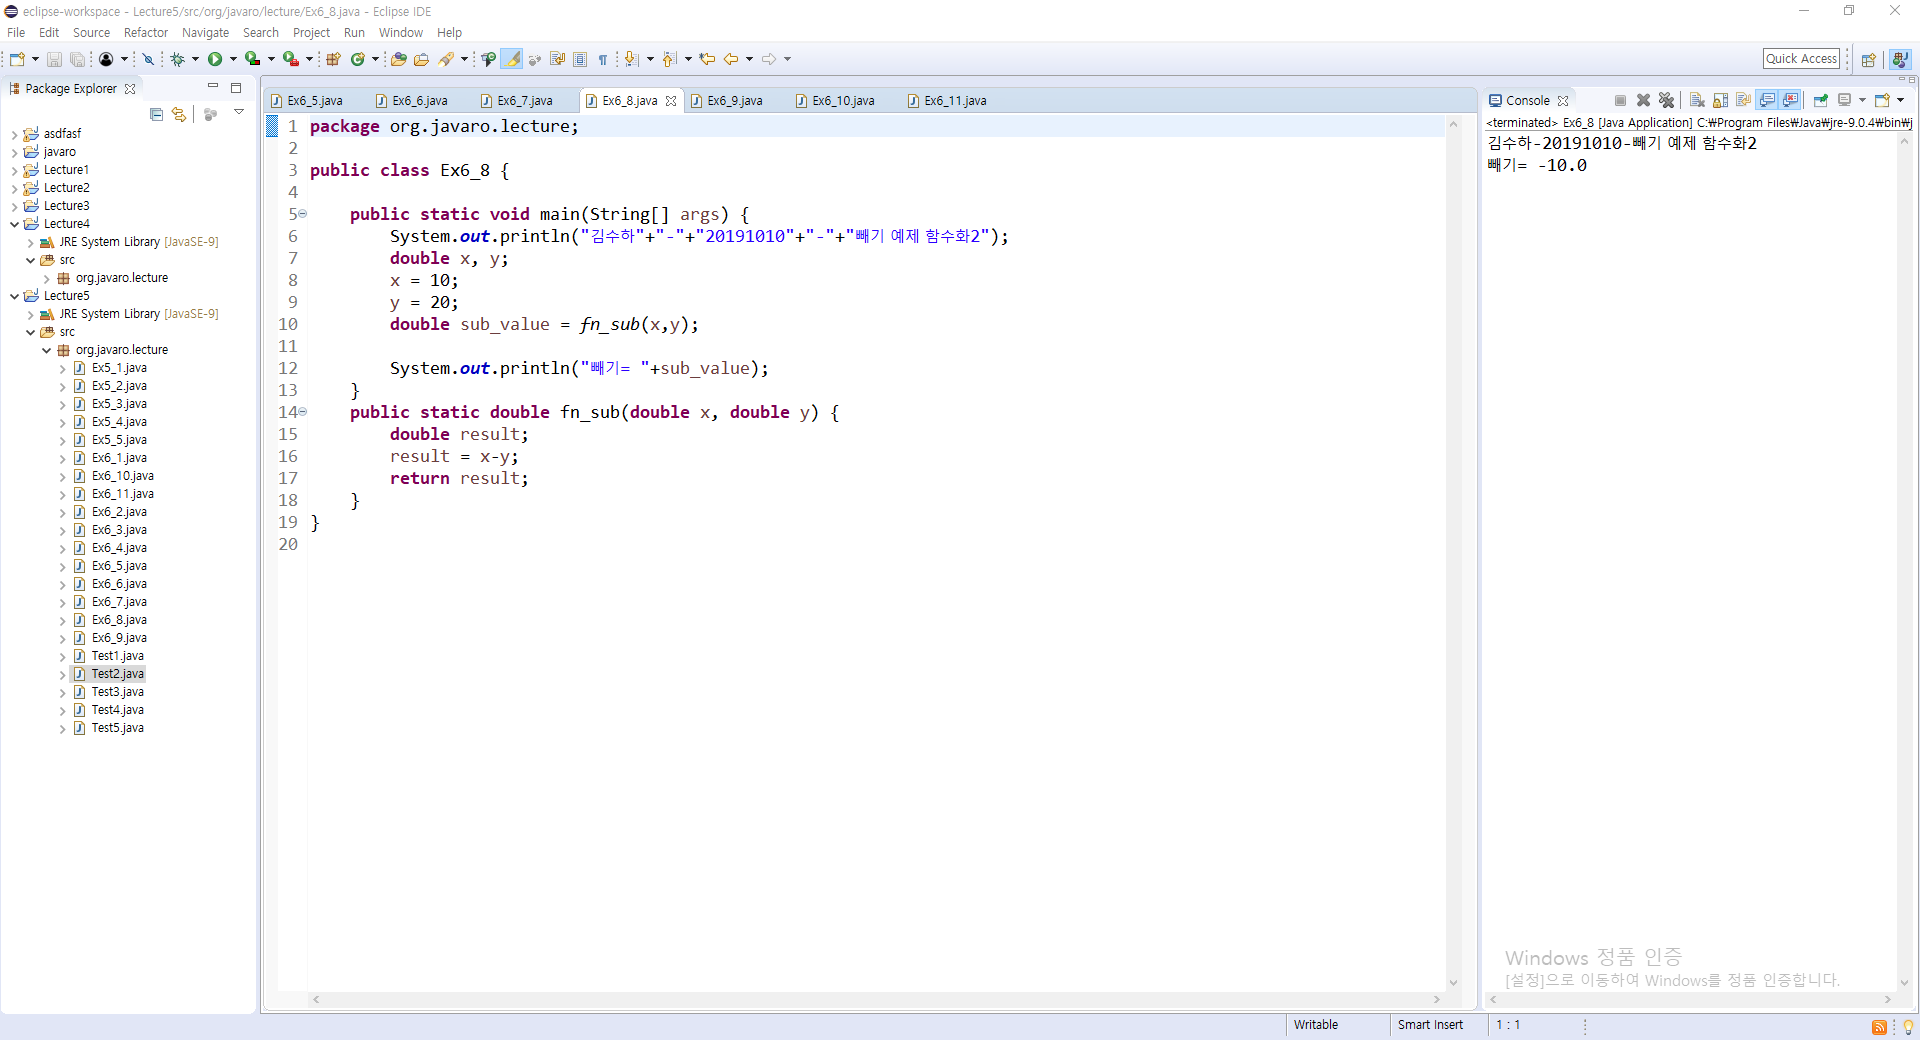 eclipse-workspace - Lecture5/src/org/javaro/lecture/Ex6_8.java - Eclipse IDE
File Edit Source Refactor Navigate Search Project Run Window Help
Quick Access
Package Explorer
asdfasf
javaro
Lecture1
Lecture2
Lecture3
Lecture4
JRE System Library [JavaSE-9]
src
org.javaro.lecture
Lecture5
JRE System Library [JavaSE-9]
src
org.javaro.lecture
Ex5_1.java
Ex5_2.java
Ex5_3.java
Ex5_4.java
Ex5_5.java
Ex6_1.java
Ex6_10.java
Ex6_11.java
Ex6_2.java
Ex6_3.java
Ex6_4.java
Ex6_5.java
Ex6_6.java
Ex6_7.java
Ex6_8.java
Ex6_9.java
Test1.java
Test2.java
Test3.java
Test4.java
Test5.java
Ex6_5.java Ex6_6.java Ex6_7.java Ex6_8.java Ex6_9.java Ex6_10.java Ex6_11.java
1 package org.javaro.lecture;
2
3 public class Ex6_8 {
4
5     public static void main(String[] args) {
6         System.out.println("김수하"+"-"+"20191010"+"-"+"빼기 예제 함수화2");
7         double x, y;
8         x = 10;
9         y = 20;
10         double sub_value = fn_sub(x,y);
11
12         System.out.println("빼기= "+sub_value);
13     }
14     public static double fn_sub(double x, double y) {
15         double result;
16         result = x-y;
17         return result;
18     }
19 }
20
Console
<terminated> Ex6_8 [Java Application] C:₩Program Files₩Java₩jre-9.0.4₩bin₩j
김수하-20191010-빼기 예제 함수화2
빼기= -10.0
Windows 정품 인증
[설정]으로 이동하여 Windows를 정품 인증합니다.
Writable Smart Insert 1 : 1